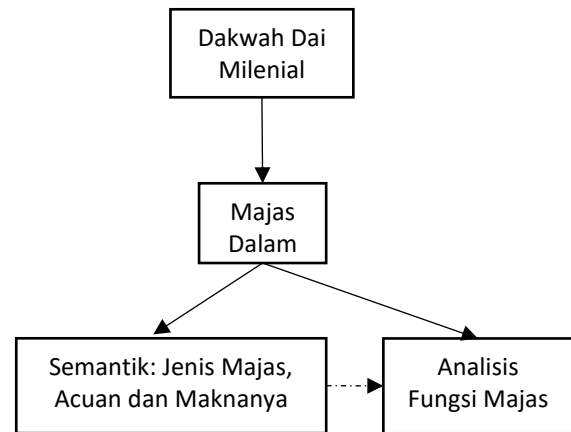 Dakwah Dai
Milenial
Majas
Dalam
Semantik: Jenis Majas,
Acuan dan Maknanya
Analisis
Fungsi Majas